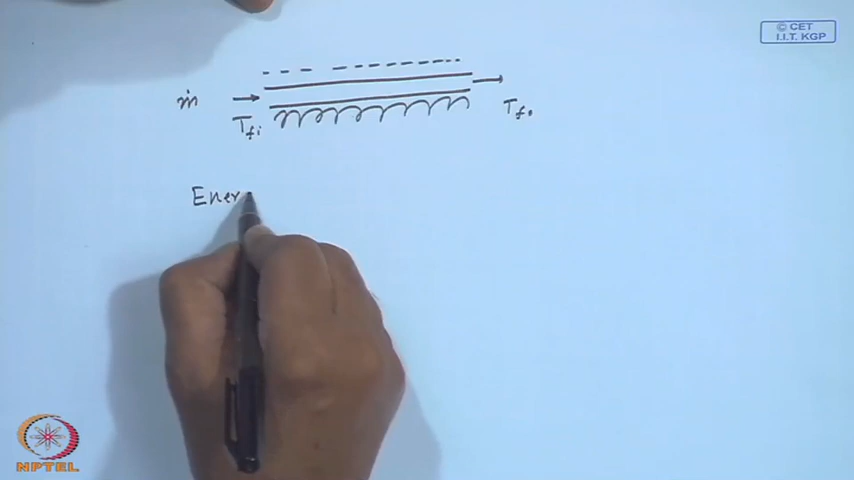 © CET
I.I.T. KGP
ṁ
T_fi
T_fo
Ener
NPTEL